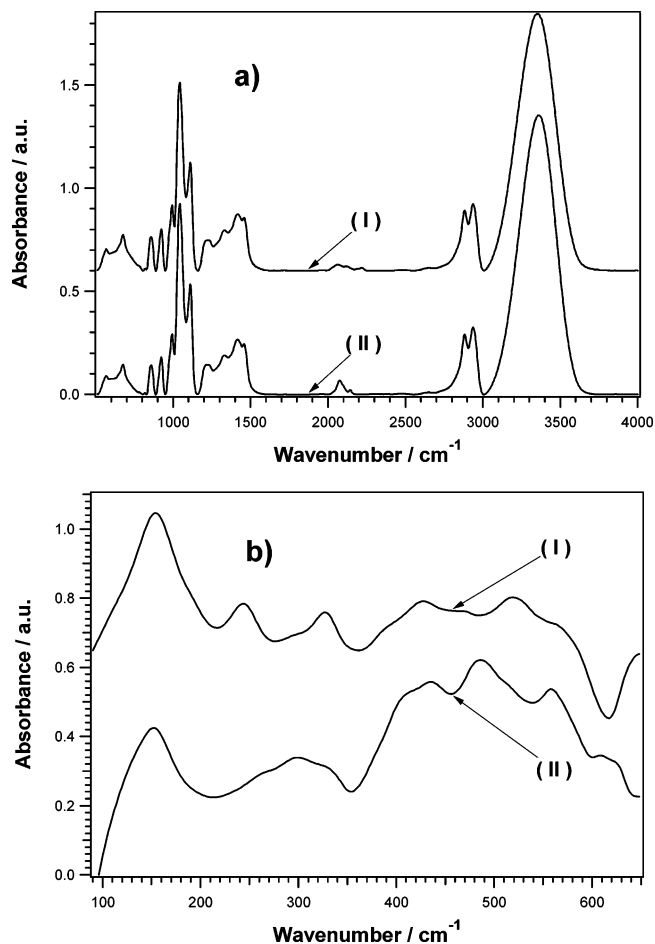 a)
1.5
1.0
0.5
0.0
Absorbance / a.u.
( I )
( II )
1000 1500 2000 2500 3000 3500 4000
Wavenumber / cm-1
b)
1.0
0.8
0.6
0.4
0.2
0.0
Absorbance / a.u.
( I )
( II )
100 200 300 400 500 600
Wavenumber / cm-1